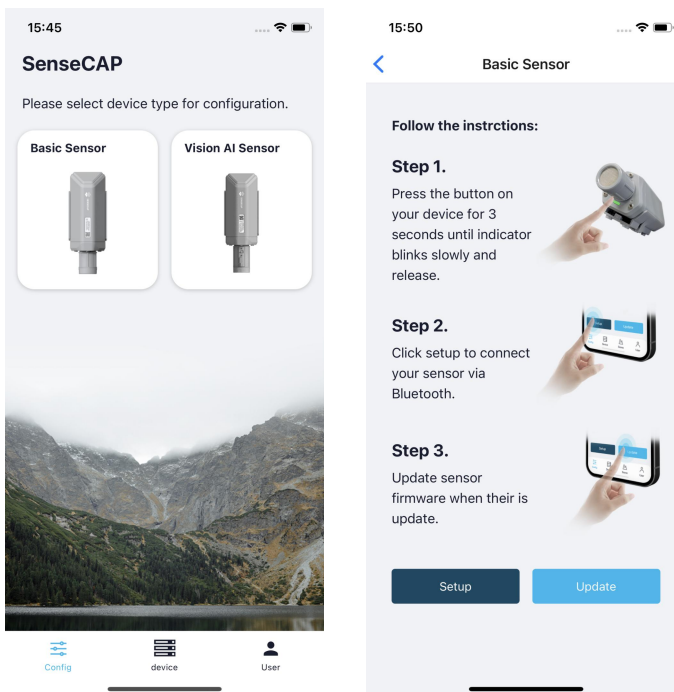 15:45
SenseCAP
Please select device type for configuration.
Basic Sensor
Vision AI Sensor
Config
device
User
15:50
Basic Sensor
Follow the instrctions:
Step 1.
Press the button on
your device for 3
seconds until indicator
blinks slowly and
release.
Step 2.
Click setup to connect
your sensor via
Bluetooth.
Step 3.
Update sensor
firmware when their is
update.
Setup
Update